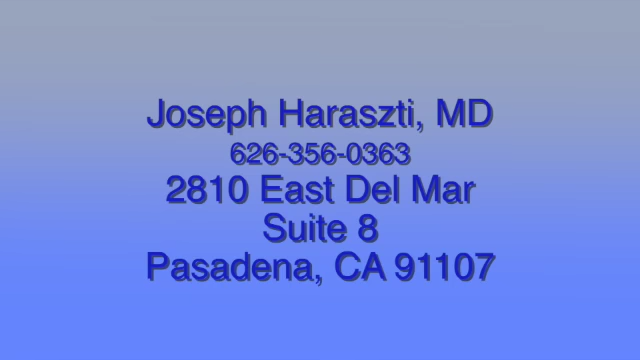 Joseph Haraszti, MD
626-356-0363
2810 East Del Mar
Suite 8
Pasadena, CA 91107